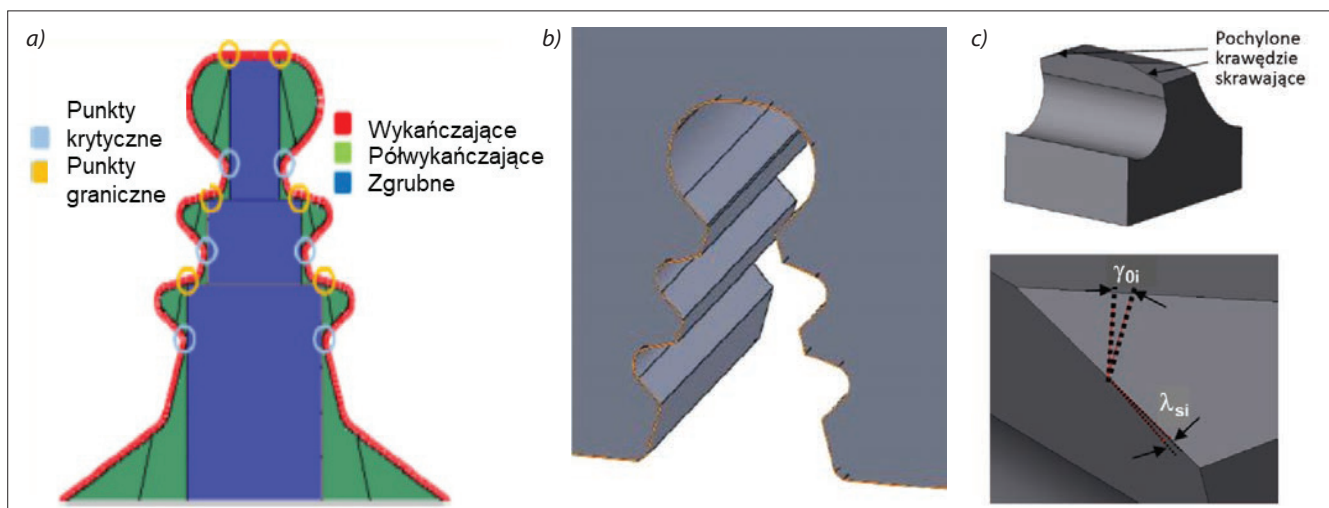 a)
Punkty
krytyczne
Punkty
graniczne
Wykańczające
Półwykańczające
Zgrubne
b)
c)
Pochylone
krawędzie
skrawające
γ0i
λsi